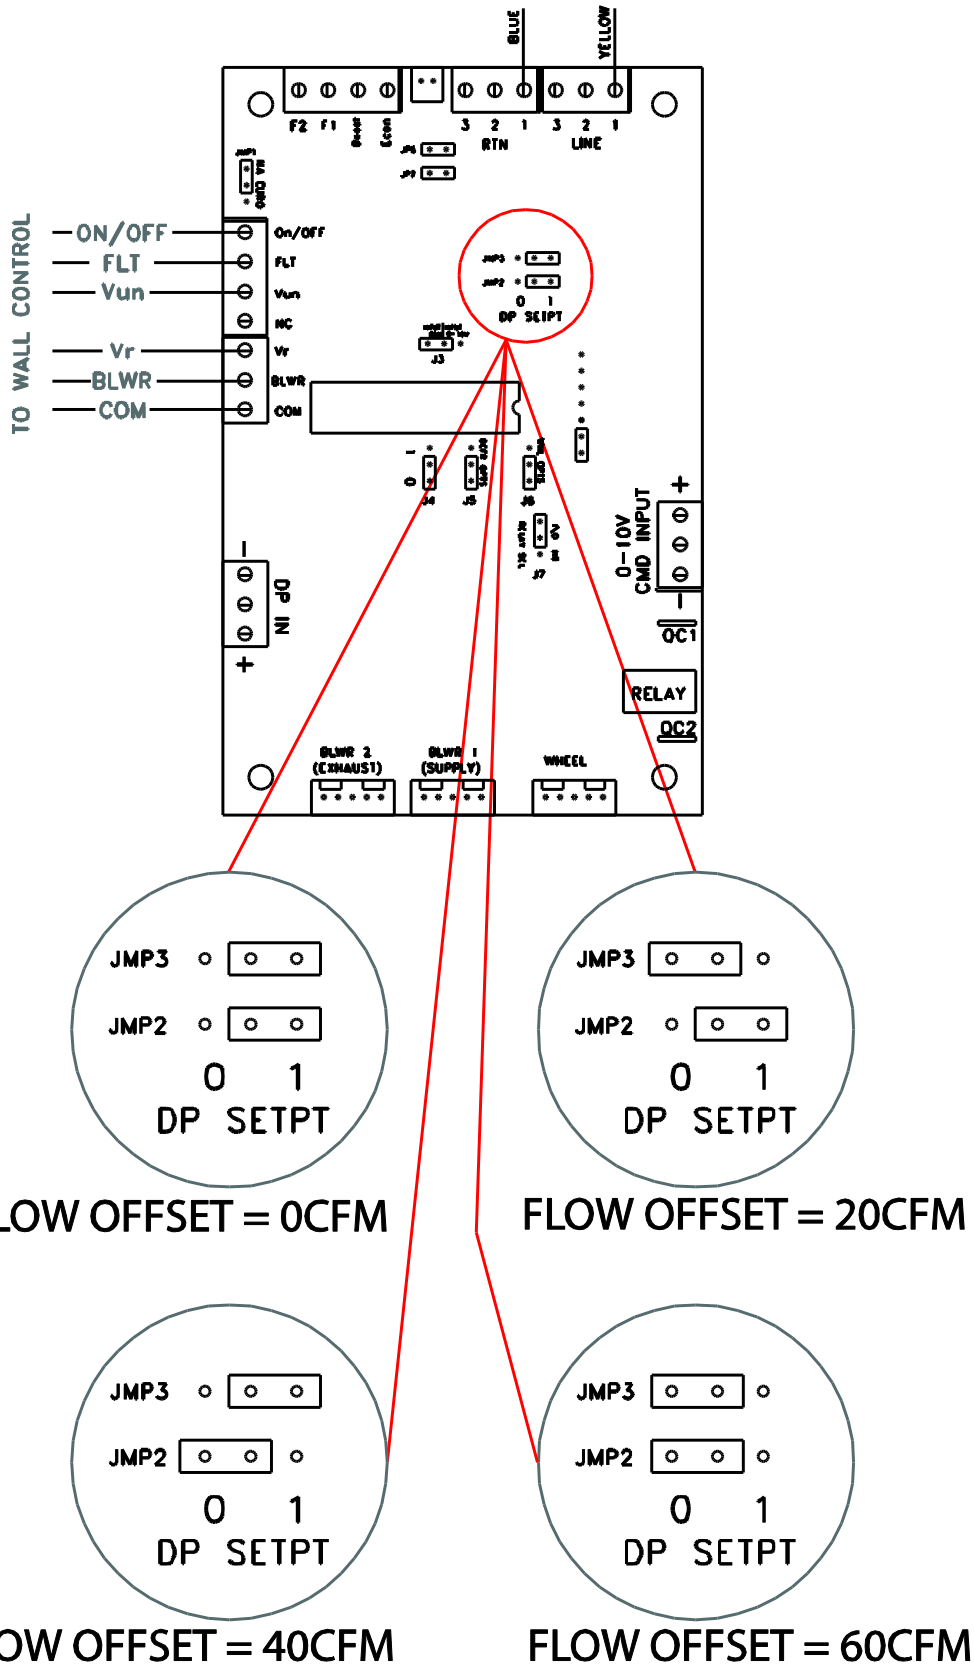 BLUE
YELLOW
F2 F1 Boost Econ
3 2 1
RTN
3 2 1
LINE
JP6
JP7
JMP1
TO WALL CONTROL
ON/OFF On/OFF
FLT FLT
Vun Vun
NC
Vr Vr
BLWR BLWR
COM COM
JMP3
JMP2
0 1
DP SETPT
J3
1
0
J4
J5
J6
J7
- DP IN +
0-10V
CMD INPUT
+
-
QC1
RELAY
QC2
BLWR 2
(EXHAUST)
BLWR 1
(SUPPLY)
WHEEL
JMP3
JMP2
0 1
DP SETPT
LOW OFFSET = 0CFM
JMP3
JMP2
0 1
DP SETPT
FLOW OFFSET = 20CFM
JMP3
JMP2
0 1
DP SETPT
OW OFFSET = 40CFM
JMP3
JMP2
0 1
DP SETPT
FLOW OFFSET = 60CFM